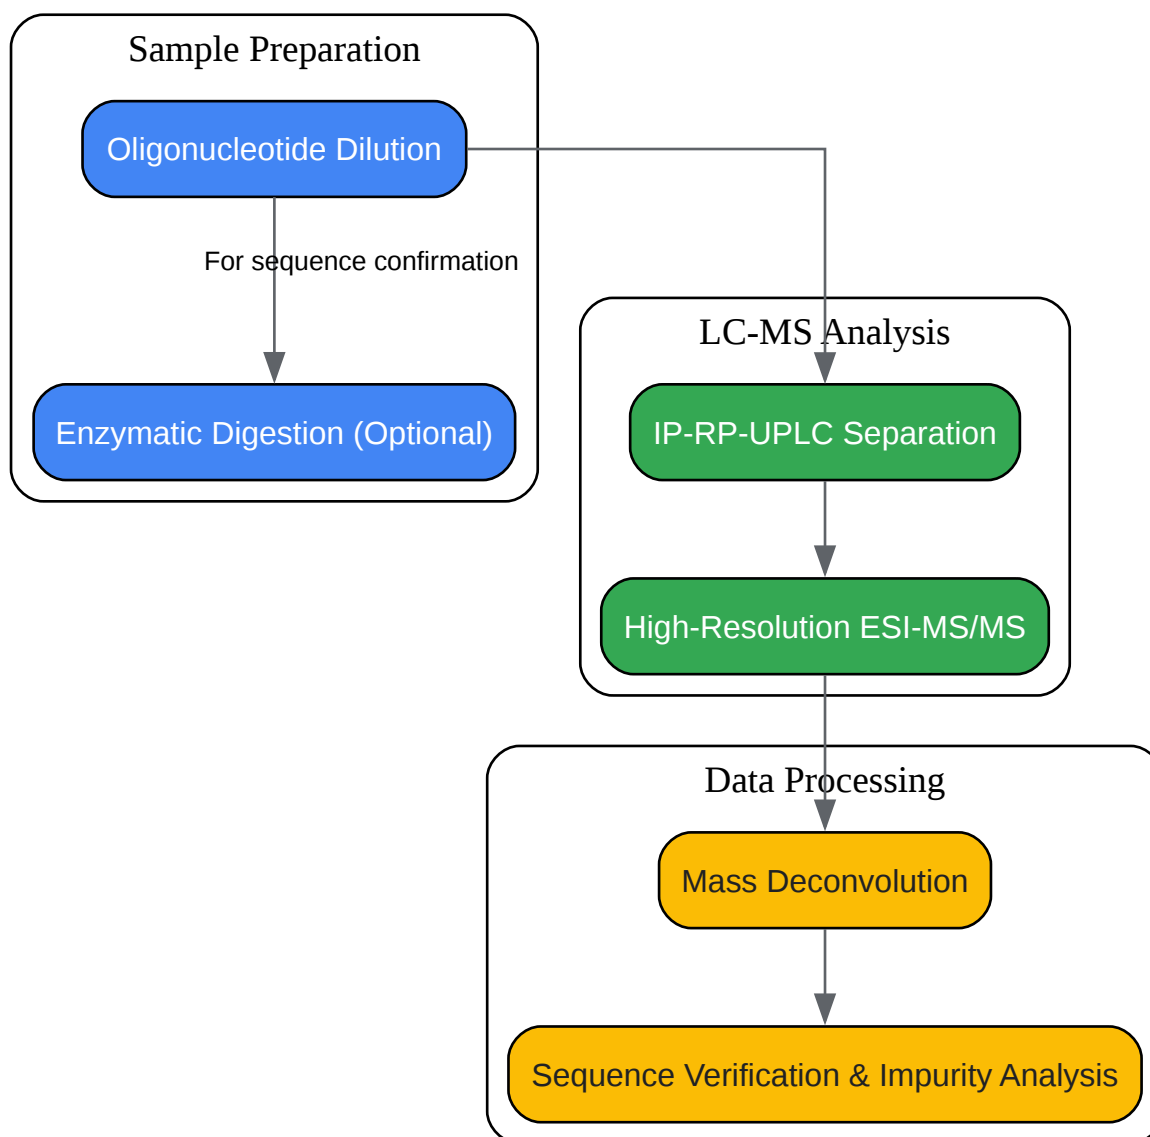 Sample Preparation
Oligonucleotide Dilution
For sequence confirmation
Enzymatic Digestion (Optional)
LC-MS Analysis
IP-RP-UPLC Separation
High-Resolution ESI-MS/MS
Data Processing
Mass Deconvolution
Sequence Verification & Impurity Analysis